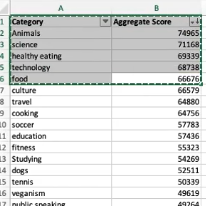 A B
1 Category Aggregate Score
2 Animals 74965
3 science 71168
4 healthy eating 69339
5 technology 68738
6 food 66676
7 culture 66579
8 travel 64880
9 cooking 64756
10 soccer 57783
11 education 57436
12 fitness 55323
13 Studying 54269
14 dogs 52511
15 tennis 50339
16 veganism 49619
17 public speaking 49264